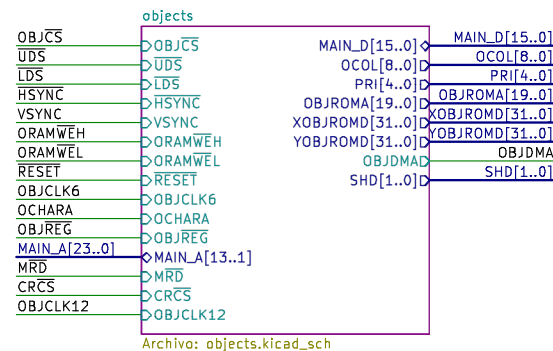 objects
OBJCS OBJCS MAIN_D[15..0] MAIN_D[15..0]
UDS UDS OCOL[8..0] OCOL[8..0]
LDS LDS PRI[4..0] PRI[4..0]
HSYNC HSYNC OBJROMA[19..0] OBJROMA[19..0]
VSYNC VSYNC XOBJROMD[31..0] XOBJROMD[31..0]
ORAMWEH ORAMWEH YOBJROMD[31..0] YOBJROMD[31..0]
ORAMWEL ORAMWEL OBJDMA OBJDMA
RESET RESET SHD[1..0] SHD[1..0]
OBJCLK6 OBJCLK6
OCHARA OCHARA
OBJREG OBJREG
MAIN_A[23..0] MAIN_A[13..1]
MRD MRD
CRCS CRCS
OBJCLK12 OBJCLK12
Archivo: objects.kicad_sch